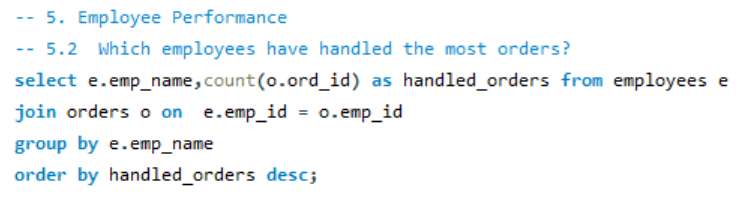 -- 5. Employee Performance
-- 5.2  Which employees have handled the most orders?
select e.emp_name,count(o.ord_id) as handled_orders from employees e
join orders o on  e.emp_id = o.emp_id
group by e.emp_name
order by handled_orders desc;